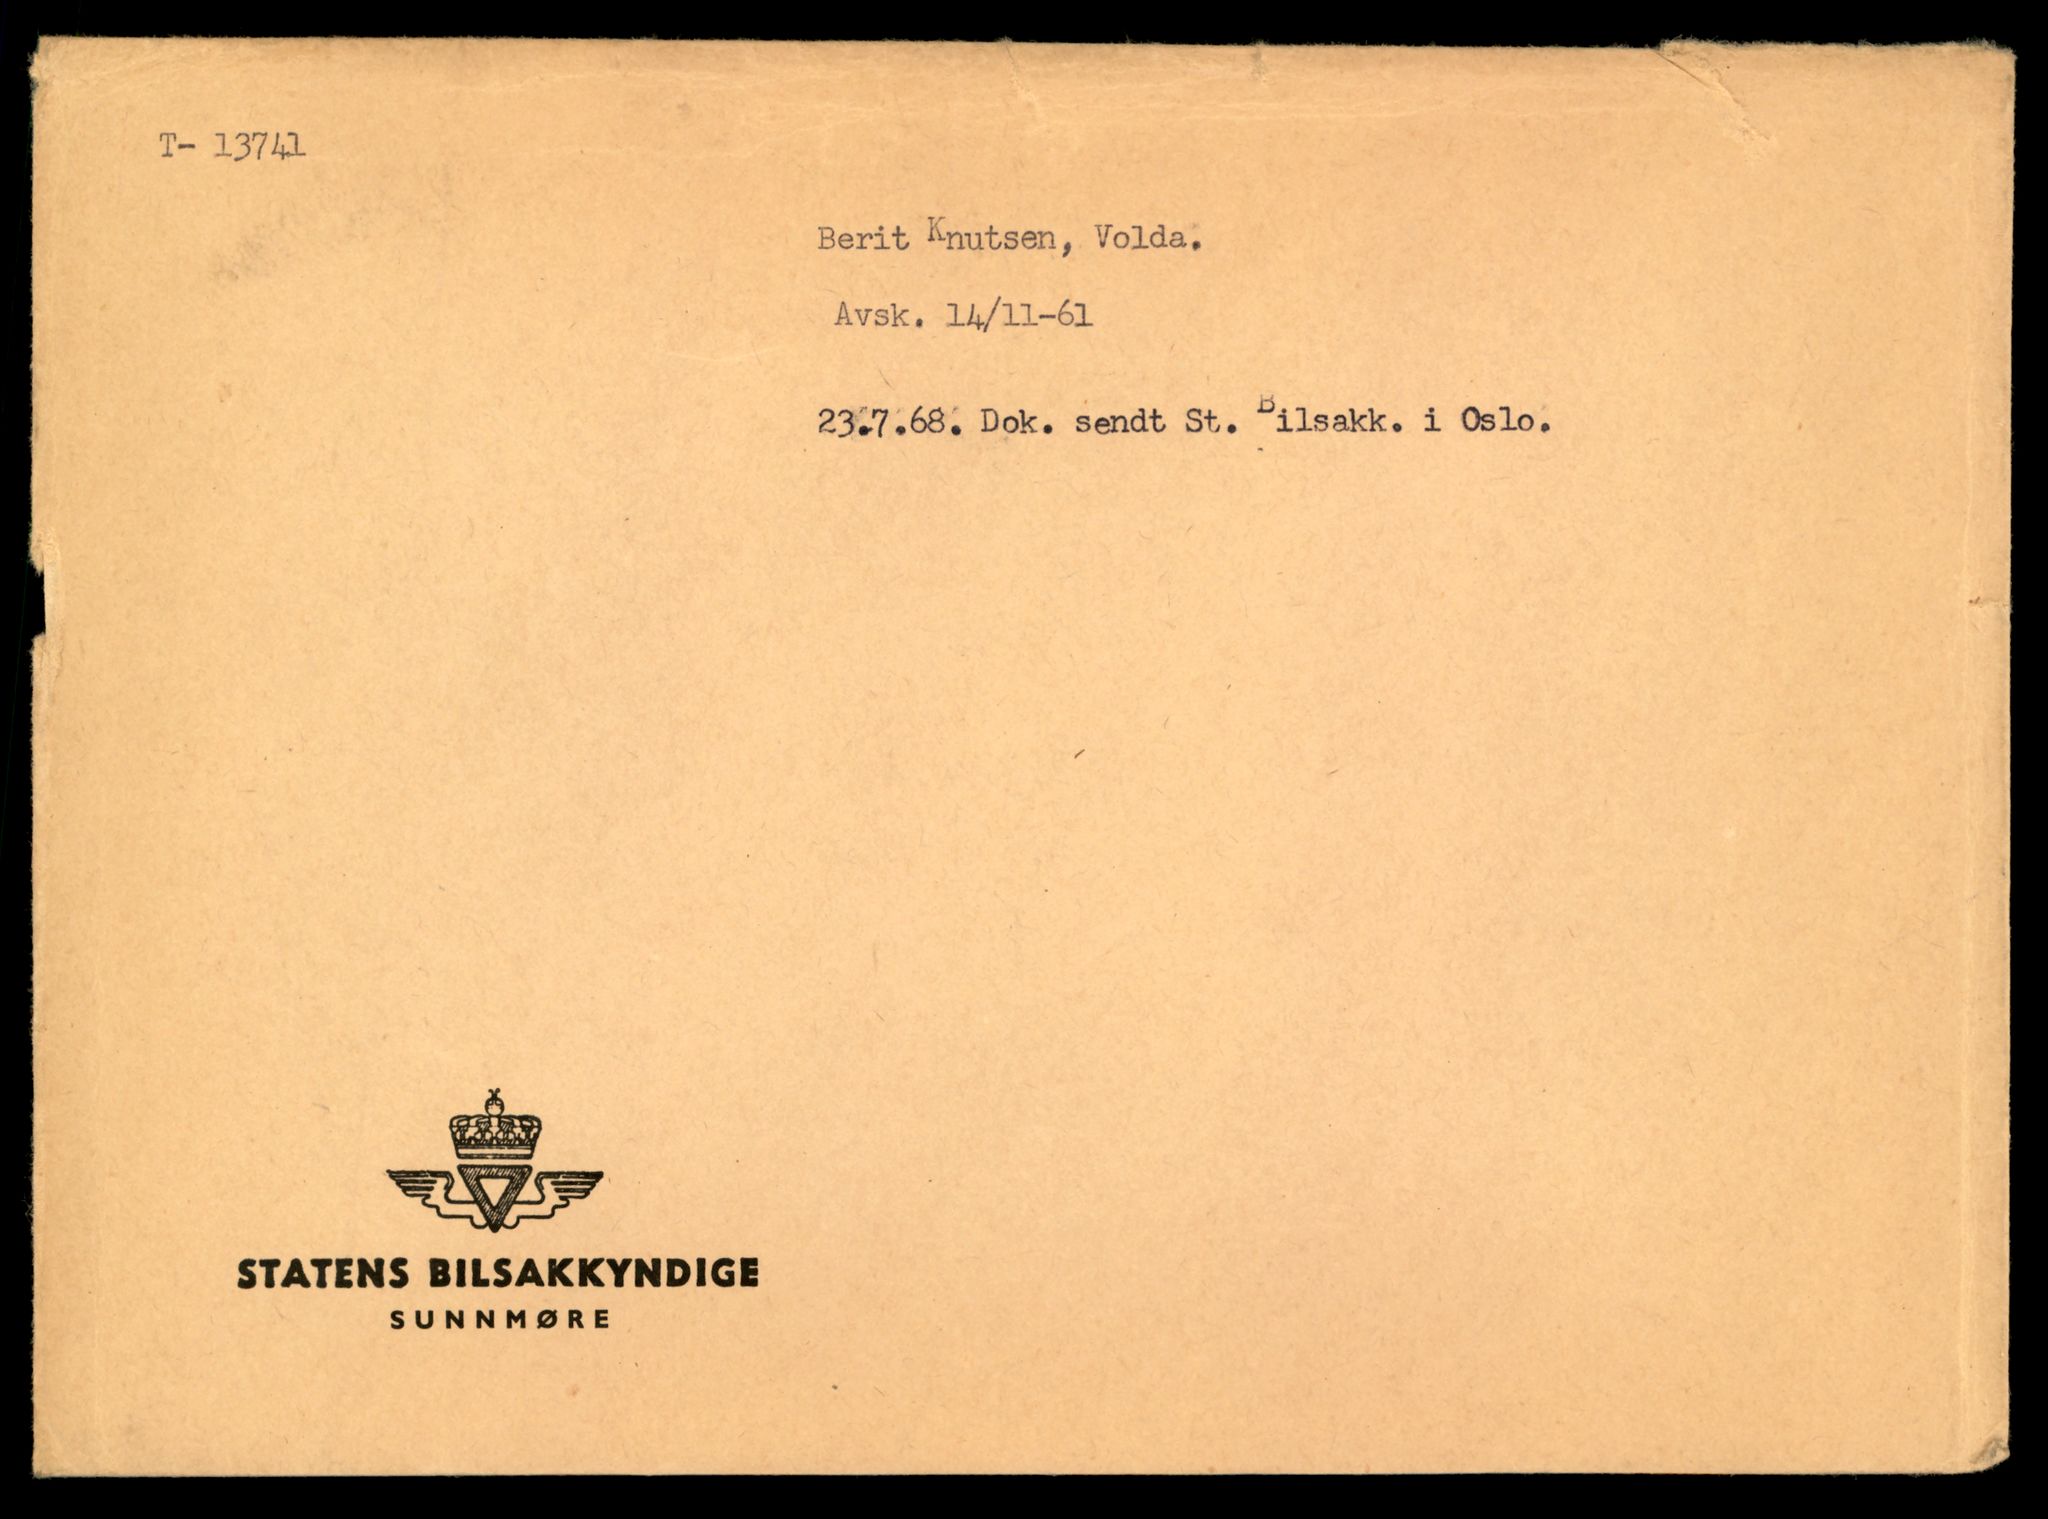 T- 13741
Berit Knutsen, Volda.
Avsk. 14/11-61
23.7.68. Dok. sendt St. Bilsakk. i Oslo.
STATENS BILSAKKYNDIGE
SUNNMØRE